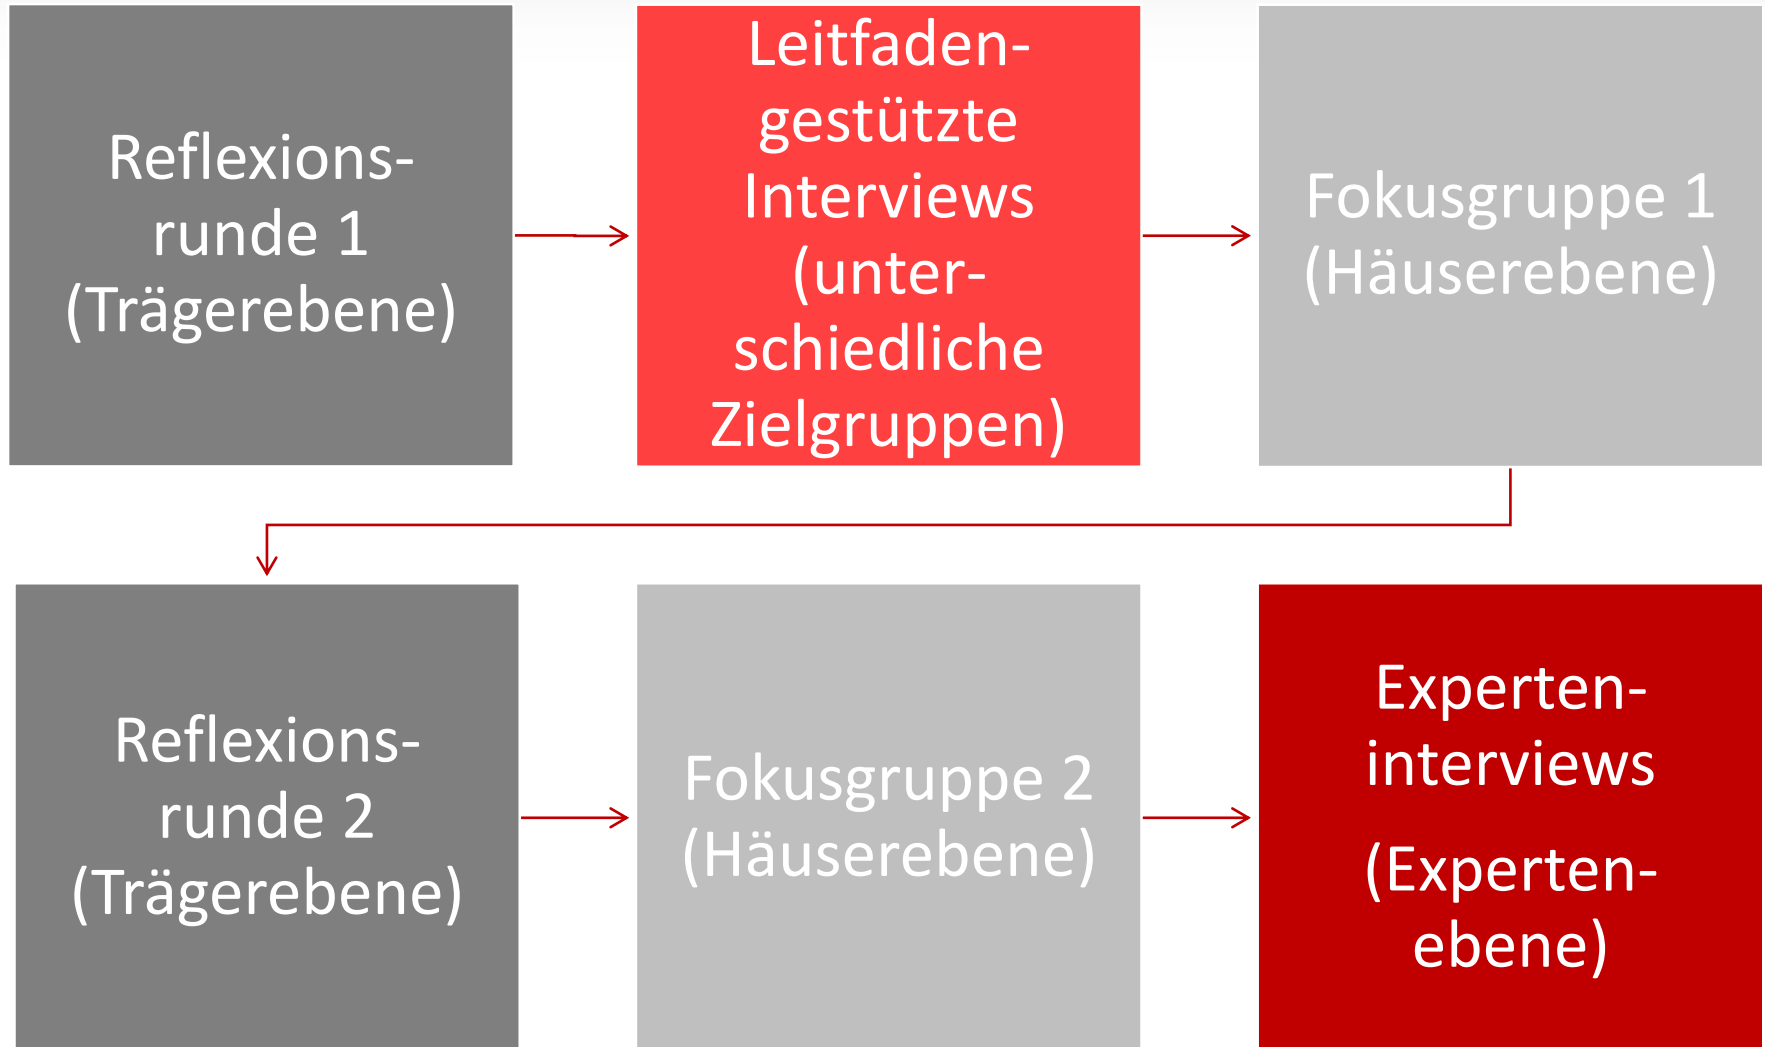 Reflexions-
runde 1
(Trägerebene)
Leitfaden-
gestützte
Interviews
(unter-
schiedliche
Zielgruppen)
Fokusgruppe 1
(Häuserebene)
Reflexions-
runde 2
(Trägerebene)
Fokusgruppe 2
(Häuserebene)
Experten-
interviews
(Experten-
ebene)